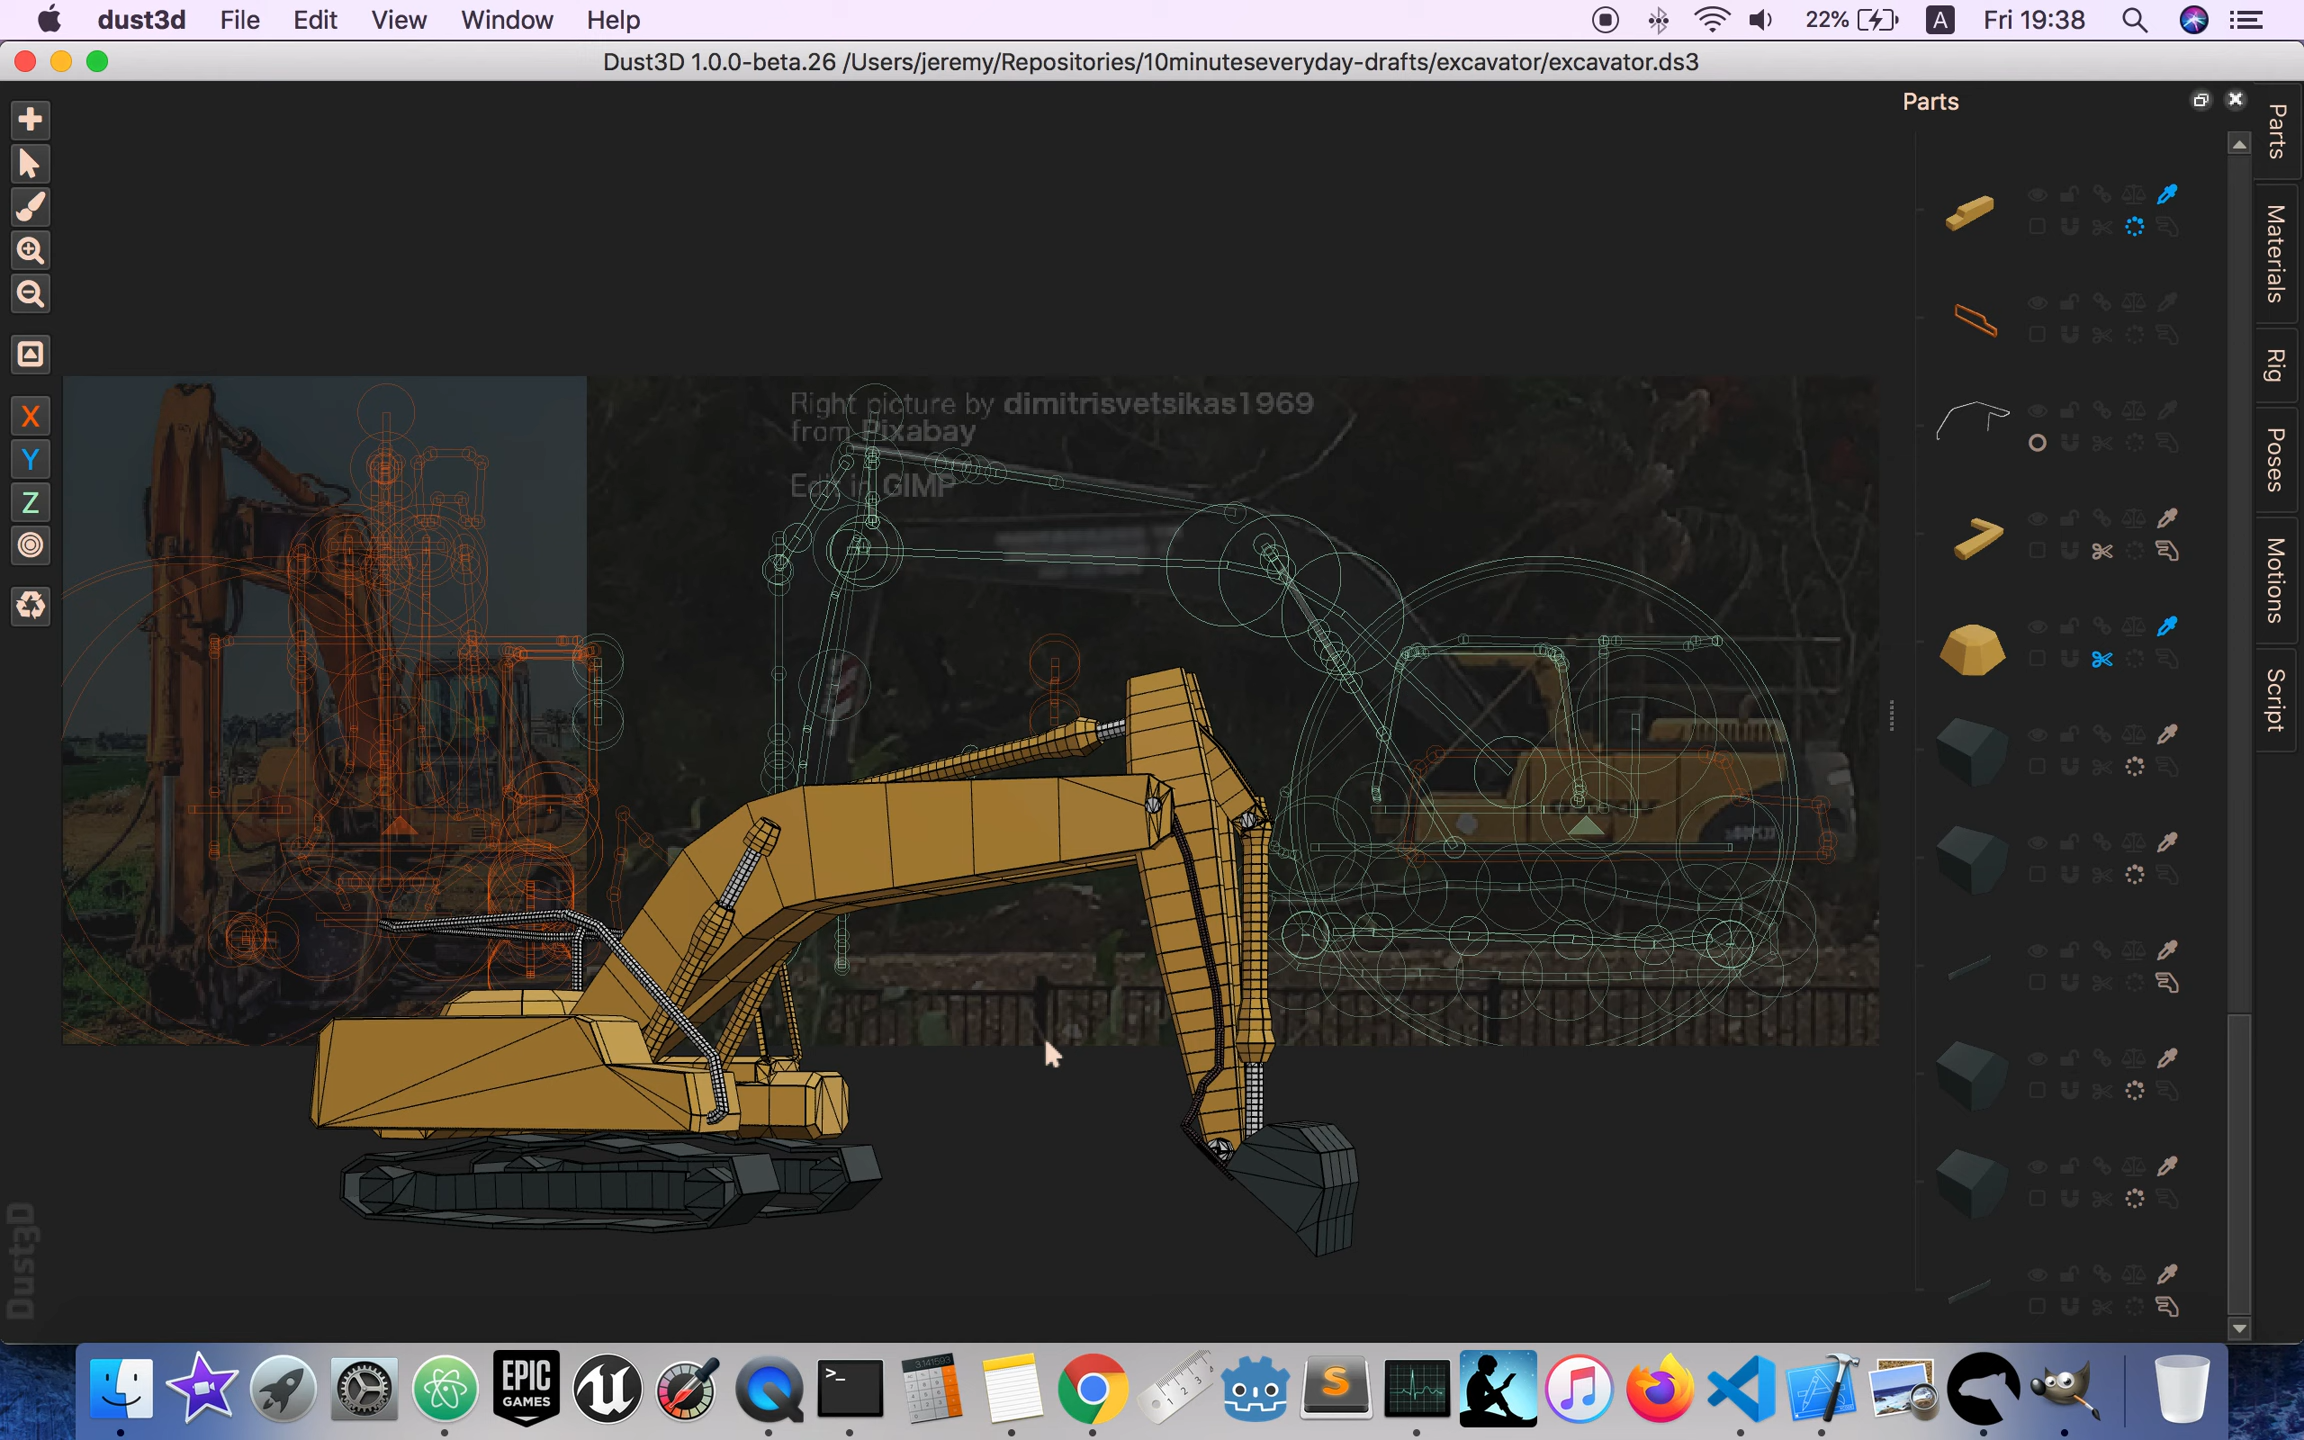 dust3d File Edit View Window Help 22% A Fri 19:38
Dust3D 1.0.0-beta.26 /Users/jeremy/Repositories/10minuteseveryday-drafts/excavator/excavator.ds3
Parts
Parts
Materials
Rig
Poses
Motions
Script
X
Y
Z
Right picture by dimitrisvetsikas1969
from Pixabay
Edit in GIMP
Dust3D
EPIC
GAMES
3.141593
>_
S